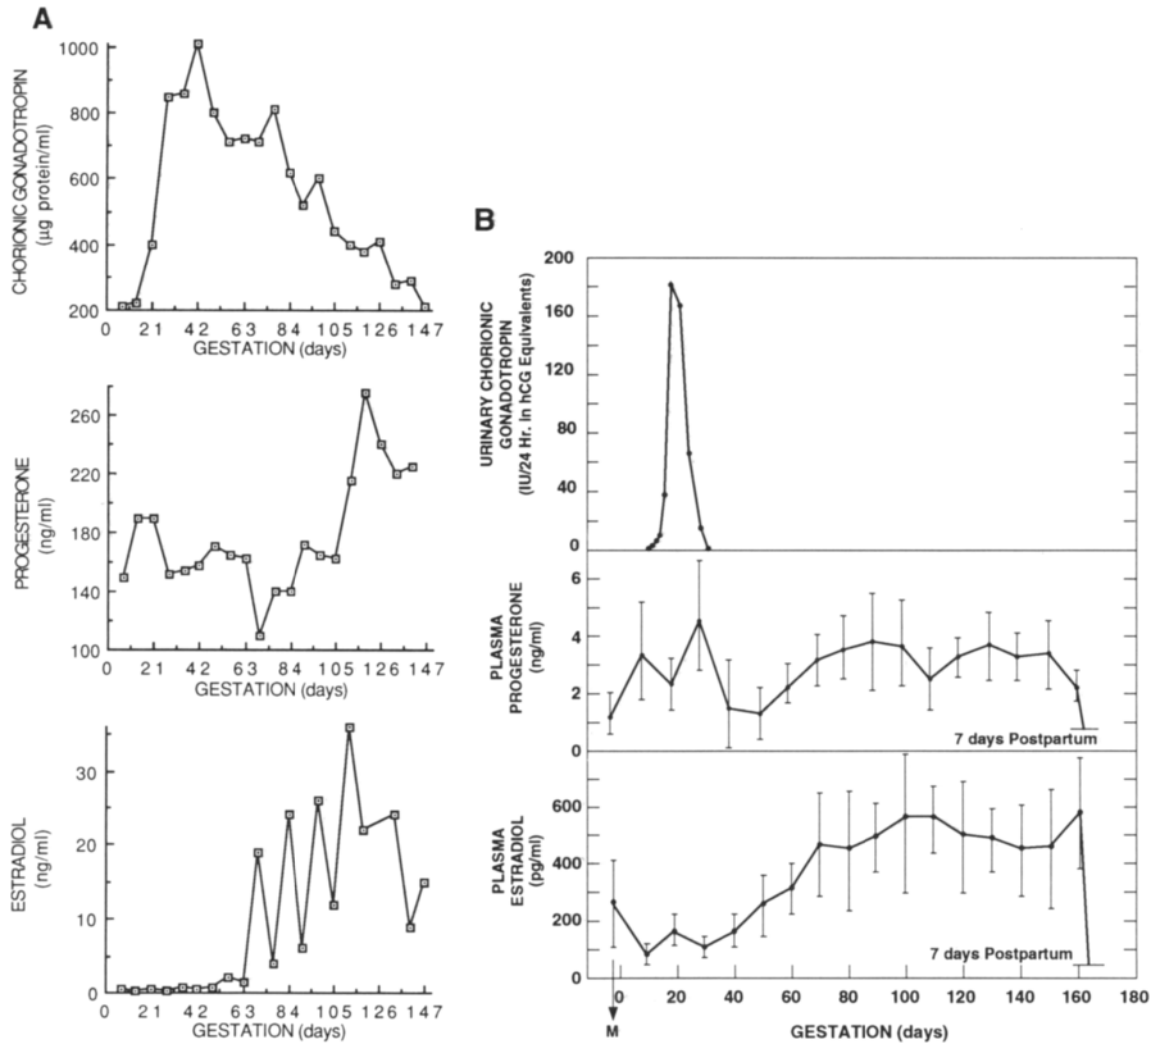 A
1000
800
600
400
200
CHORIONIC GONADOTROPIN
(µg protein/ml)
0 21 42 63 84 105 126 147
GESTATION (days)
260
220
180
140
100
PROGESTERONE
(ng/ml)
0 21 42 63 84 105 126 147
GESTATION (days)
30
20
10
0
ESTRADIOL
(ng/ml)
0 21 42 63 84 105 126 147
GESTATION (days)
B
200
160
120
80
40
0
URINARY CHORIONIC
GONADOTROPIN
(IU/24 Hr. In hCG Equivalents)
6
4
2
0
PLASMA
PROGESTERONE
(ng/ml)
7 days Postpartum
600
400
200
0
PLASMA
ESTRADIOL
(pg/ml)
7 days Postpartum
0 20 40 60 80 100 120 140 160 180
M
GESTATION (days)